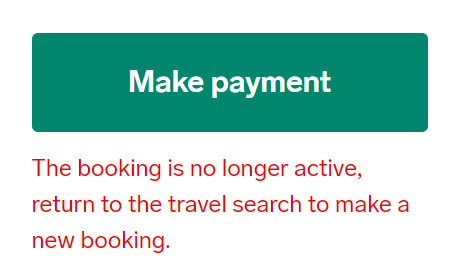 Make payment
The booking is no longer active,
return to the travel search to make a
new booking.